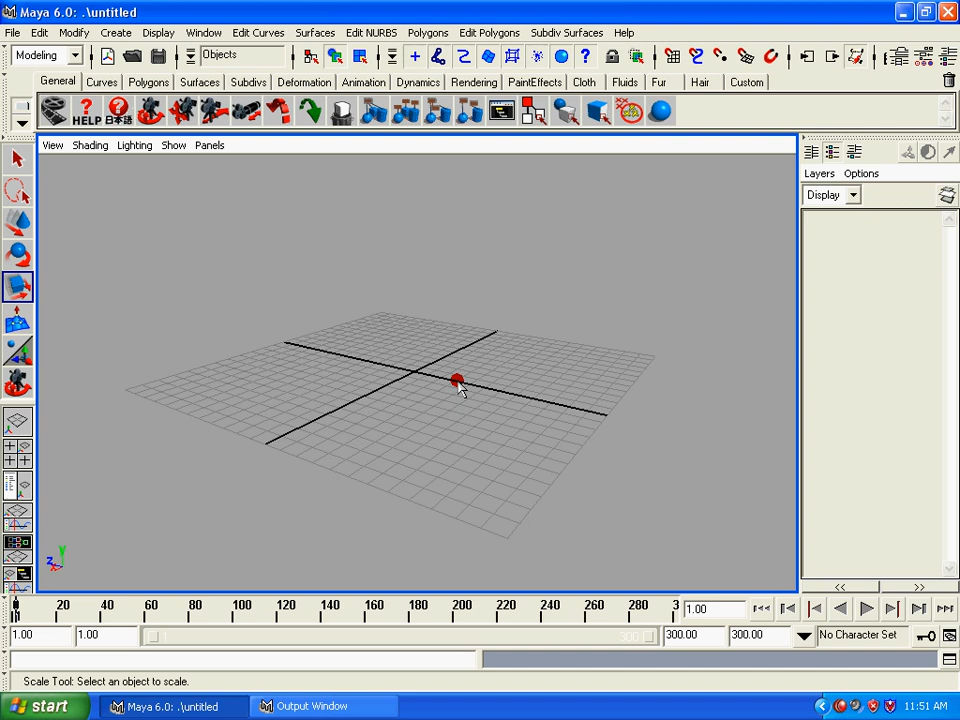 Maya 6.0: .\untitled
File Edit Modify Create Display Window Edit Curves Surfaces Edit NURBS Polygons Edit Polygons Subdiv Surfaces Help
Modeling Objects
General Curves Polygons Surfaces Subdivs Deformation Animation Dynamics Rendering PaintEffects Cloth Fluids Fur Hair Custom
HELP 日本語
View Shading Lighting Show Panels
Layers Options
Display
y
z x
<< >>
20 40 60 80 100 120 140 160 180 200 220 240 260 280 3 1.00
1.00 1.00 1 300 300.00 300.00 No Character Set
Scale Tool: Select an object to scale.
start Maya 6.0: .\untitled Output Window 11:51 AM